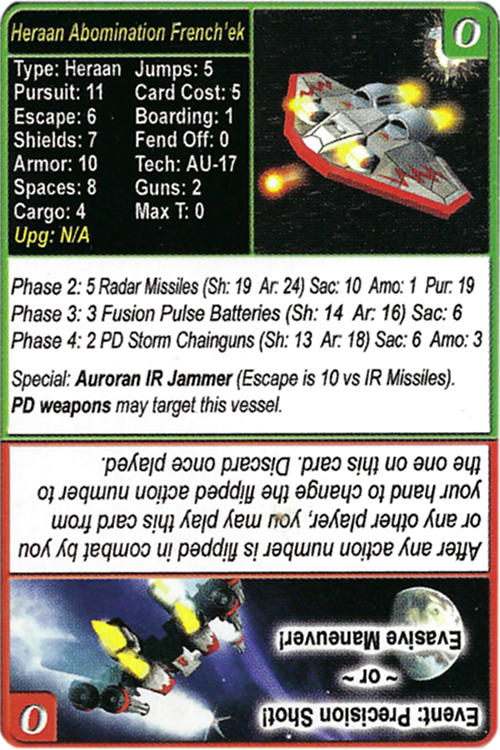 Heraan Abomination French'ek
0
Type: Heraan Jumps: 5
Pursuit: 11 Card Cost: 5
Escape: 6 Boarding: 1
Shields: 7 Fend Off: 0
Armor: 10 Tech: AU-17
Spaces: 8 Guns: 2
Cargo: 4 Max T: 0
Upg: N/A
Phase 2: 5 Radar Missiles (Sh: 19 Ar: 24) Sac: 10 Amo: 1 Pur: 19
Phase 3: 3 Fusion Pulse Batteries (Sh: 14 Ar: 16) Sac: 6
Phase 4: 2 PD Storm Chainguns (Sh: 13 Ar: 18) Sac: 6 Amo: 3
Special: Auroran IR Jammer (Escape is 10 vs IR Missiles).
PD weapons may target this vessel.
0
Event: Precision Shot!
~ or ~
Evasive Maneuver!
After any action number is flipped in combat by you
or any other player, you may play this card from
your hand to change the flipped action number to
the one on this card. Discard once played.